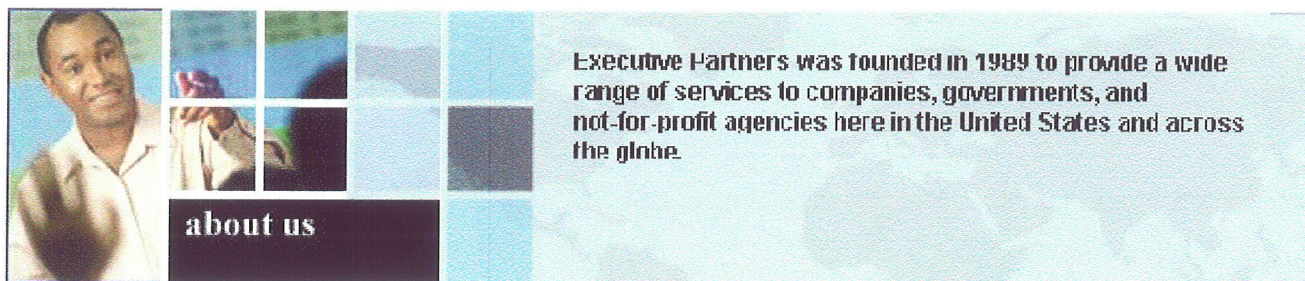 Executive Partners was founded in 1989 to provide a wide
range of services to companies, governments, and
not-for-profit agencies here in the United States and across
the globe.
about us